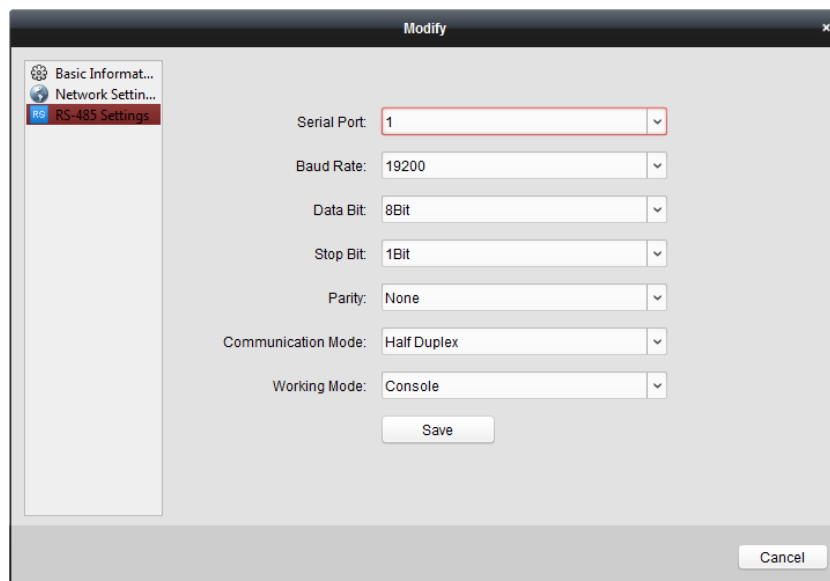 Modify
Basic Informat...
Network Settin...
RS RS-485 Settings
Serial Port: 1
Baud Rate: 19200
Data Bit: 8Bit
Stop Bit: 1Bit
Parity: None
Communication Mode: Half Duplex
Working Mode: Console
Save
Cancel